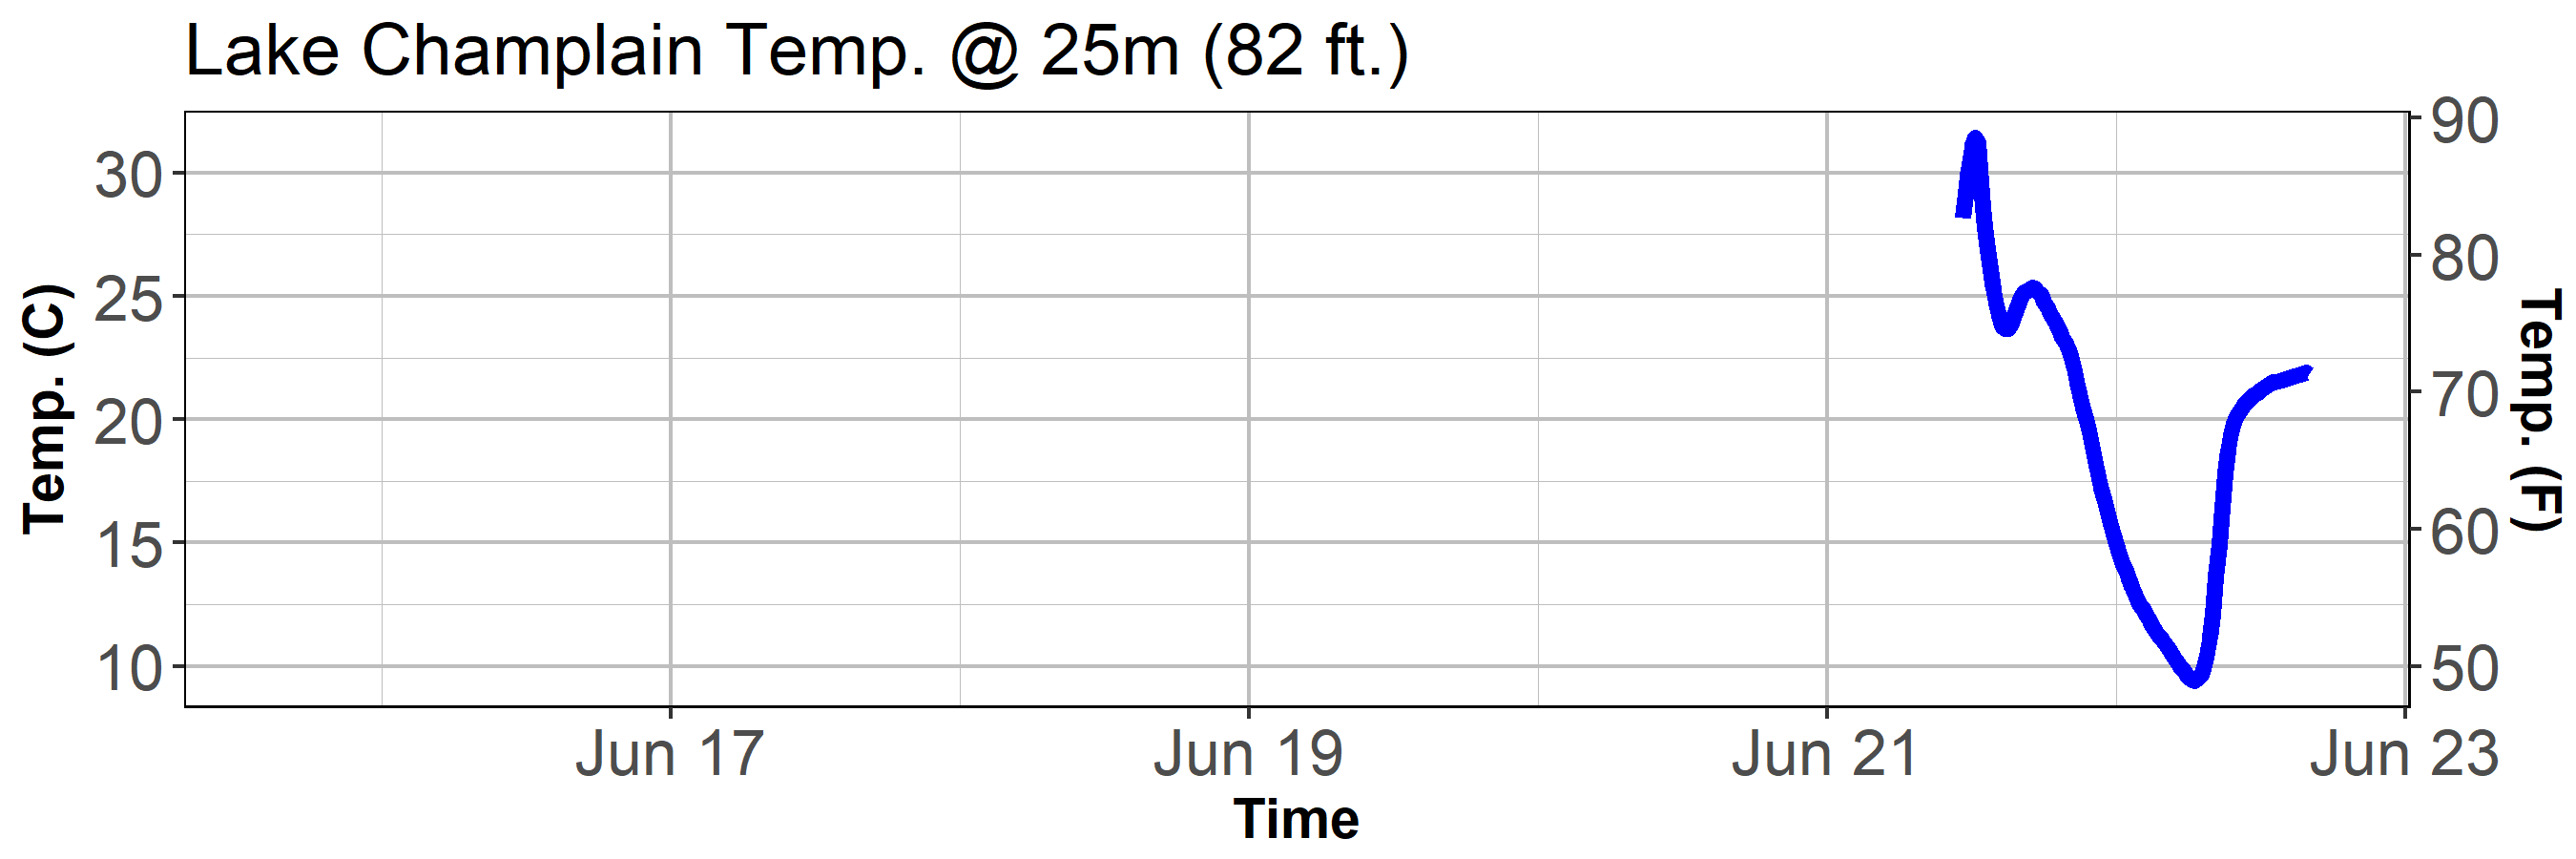 Lake Champlain Temp. @ 25m (82 ft.)
Temp. (C)
30
25
20
15
10
90
80
70
60
50
Temp. (F)
Jun 17
Jun 19
Jun 21
Jun 23
Time